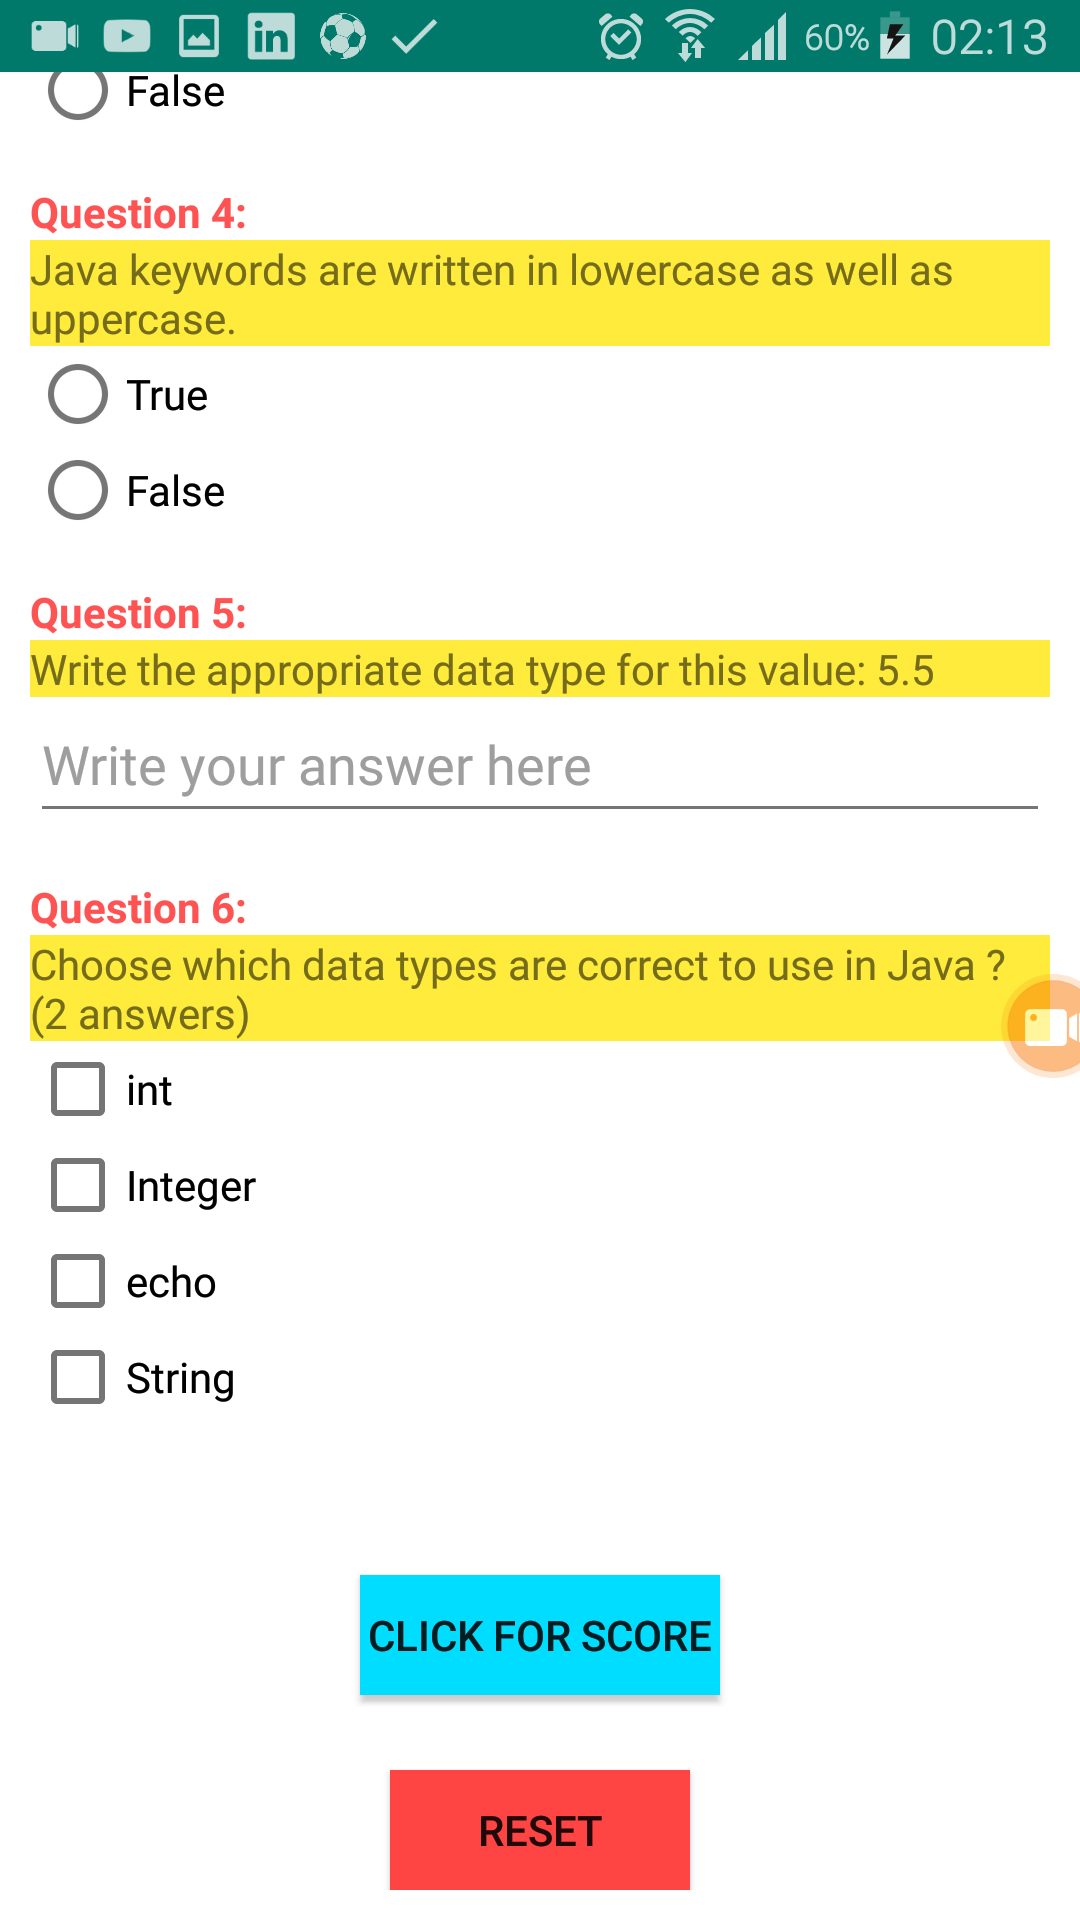 60% 02:13
False
Question 4:
Java keywords are written in lowercase as well as
uppercase.
True
False
Question 5:
Write the appropriate data type for this value: 5.5
Write your answer here
Question 6:
Choose which data types are correct to use in Java ?
(2 answers)
int
Integer
echo
String
CLICK FOR SCORE
RESET